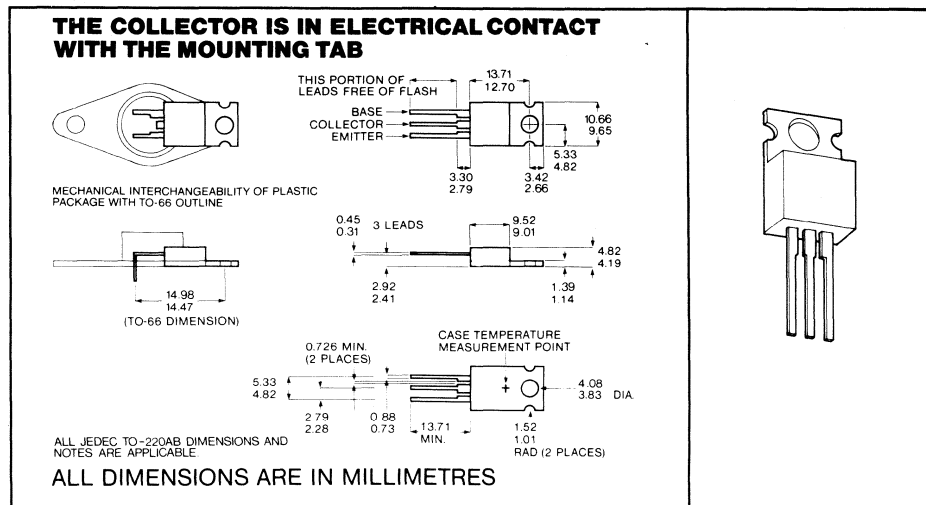 THE COLLECTOR IS IN ELECTRICAL CONTACT
WITH THE MOUNTING TAB
THIS PORTION OF
LEADS FREE OF FLASH
13.71
12.70
BASE
COLLECTOR
EMITTER
10.66
9.65
5.33
4.82
3.30
2.79
3.42
2.66
MECHANICAL INTERCHANGEABILITY OF PLASTIC
PACKAGE WITH TO-66 OUTLINE
0.45
0.31
3 LEADS
9.52
9.01
4.82
4.19
2.92
2.41
1.39
1.14
14.98
14.47
(TO-66 DIMENSION)
CASE TEMPERATURE
MEASUREMENT POINT
0.726 MIN.
(2 PLACES)
5.33
4.82
4.08
3.83 DIA.
2.79
2.28
0.88
0.73
13.71
MIN.
1.52
1.01
RAD (2 PLACES)
ALL JEDEC TO-220AB DIMENSIONS AND
NOTES ARE APPLICABLE.
ALL DIMENSIONS ARE IN MILLIMETRES